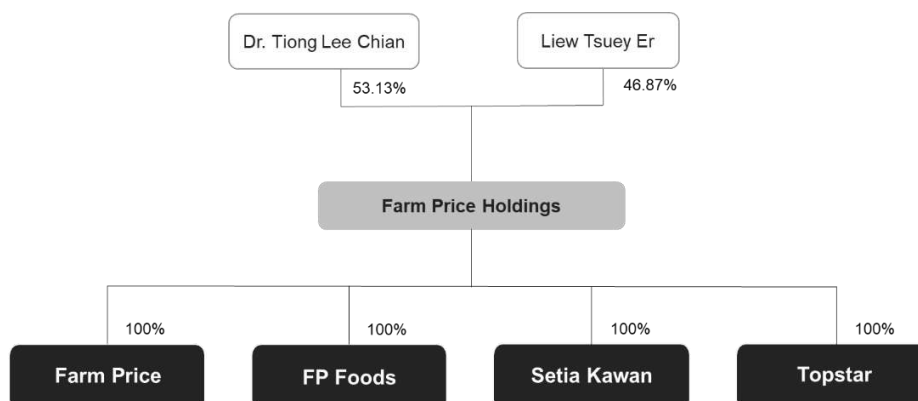 Dr. Tiong Lee Chian
Liew Tsuey Er
53.13%
46.87%
Farm Price Holdings
100%
100%
100%
100%
Farm Price
FP Foods
Setia Kawan
Topstar